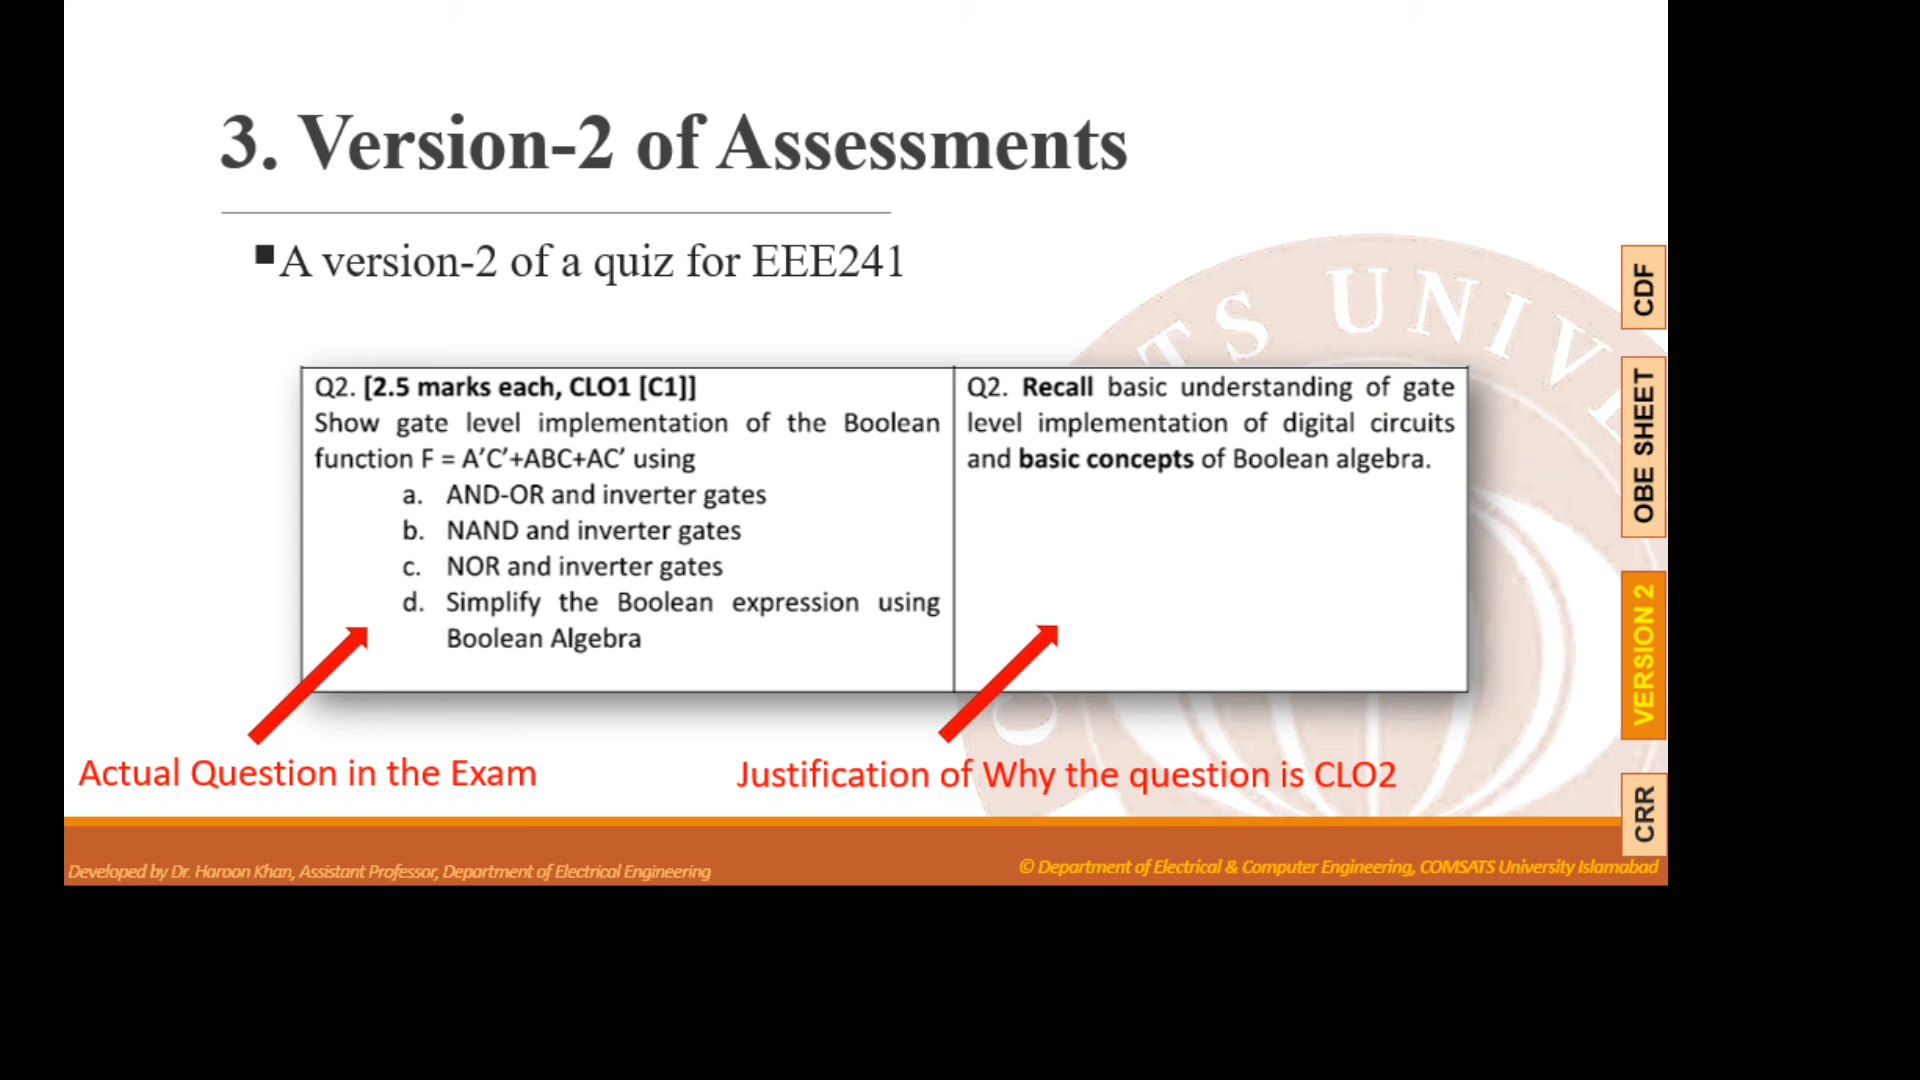 3. Version-2 of Assessments
▪A version-2 of a quiz for EEE241
Q2. [2.5 marks each, CLO1 [C1]]
Show gate level implementation of the Boolean
function F = A’C’+ABC+AC’ using
a. AND-OR and inverter gates
b. NAND and inverter gates
c. NOR and inverter gates
d. Simplify the Boolean expression using
Boolean Algebra
Q2. Recall basic understanding of gate
level implementation of digital circuits
and basic concepts of Boolean algebra.
Actual Question in the Exam
Justification of Why the question is CLO2
CDF
OBE SHEET
VERSION 2
CRR
Developed by Dr. Haroon Khan, Assistant Professor, Department of Electrical Engineering
© Department of Electrical & Computer Engineering, COMSATS University Islamabad